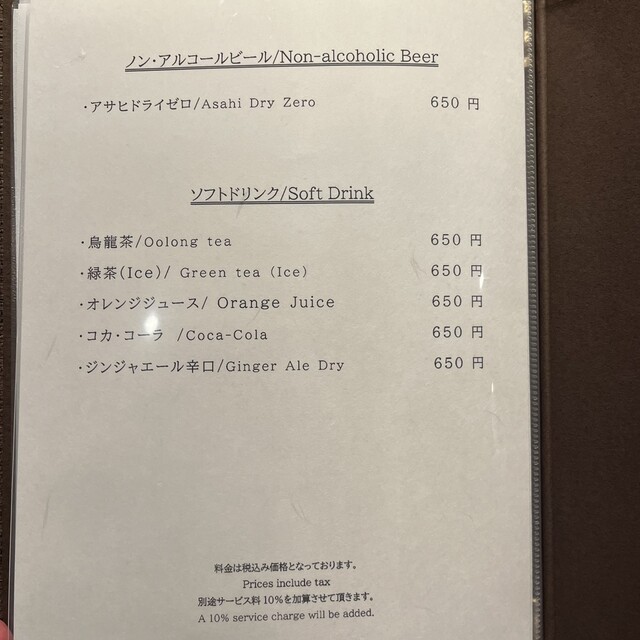 ノン・アルコールビール/Non-alcoholic Beer
・アサヒドライゼロ/Asahi Dry Zero 650 円
ソフトドリンク/Soft Drink
・烏龍茶/Oolong tea 650 円
・緑茶(Ice)/ Green tea (Ice) 650 円
・オレンジジュース/ Orange Juice 650 円
・コカ・コーラ /Coca-Cola 650 円
・ジンジャエール辛口/Ginger Ale Dry 650 円
料金は税込み価格となっております。
Prices include tax
別途サービス料10%を加算させて頂きます。
A 10% service charge will be added.